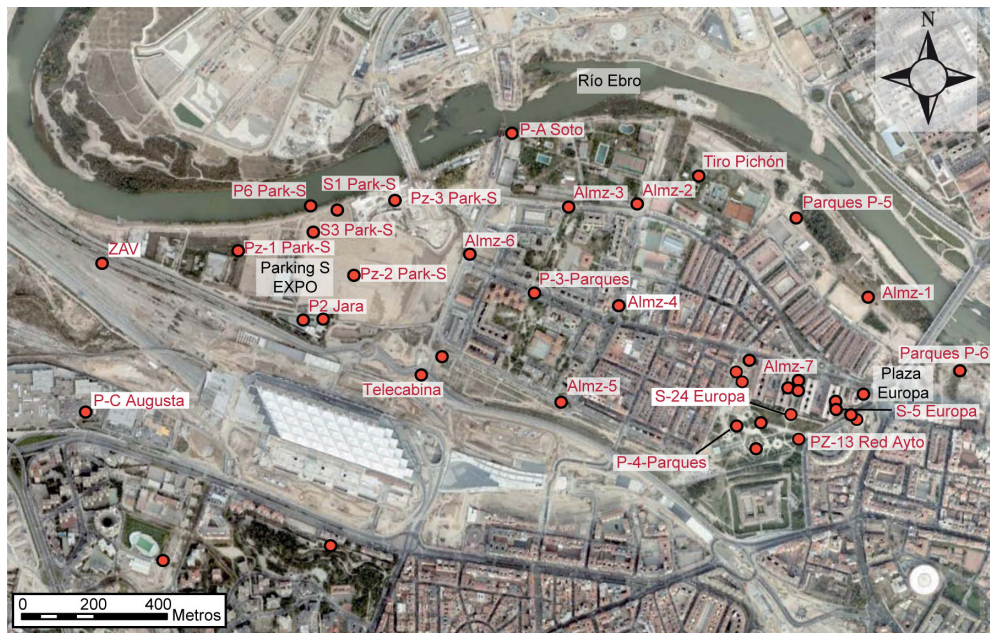 N
Río Ebro
P-A Soto
Tiro Pichón
P6 Park-S
S1 Park-S
Pz-3 Park-S
Almz-3
Almz-2
Parques P-5
S3 Park-S
Pz-1 Park-S
Almz-6
ZAV
Parking S
EXPO
Pz-2 Park-S
P-3-Parques
Almz-4
Almz-1
P2 Jara
Parques P-6
Telecabina
Almz-7
Plaza
Europa
Almz-5
S-24 Europa
P-C Augusta
S-5 Europa
PZ-13 Red Ayto
P-4-Parques
0 200 400
Metros